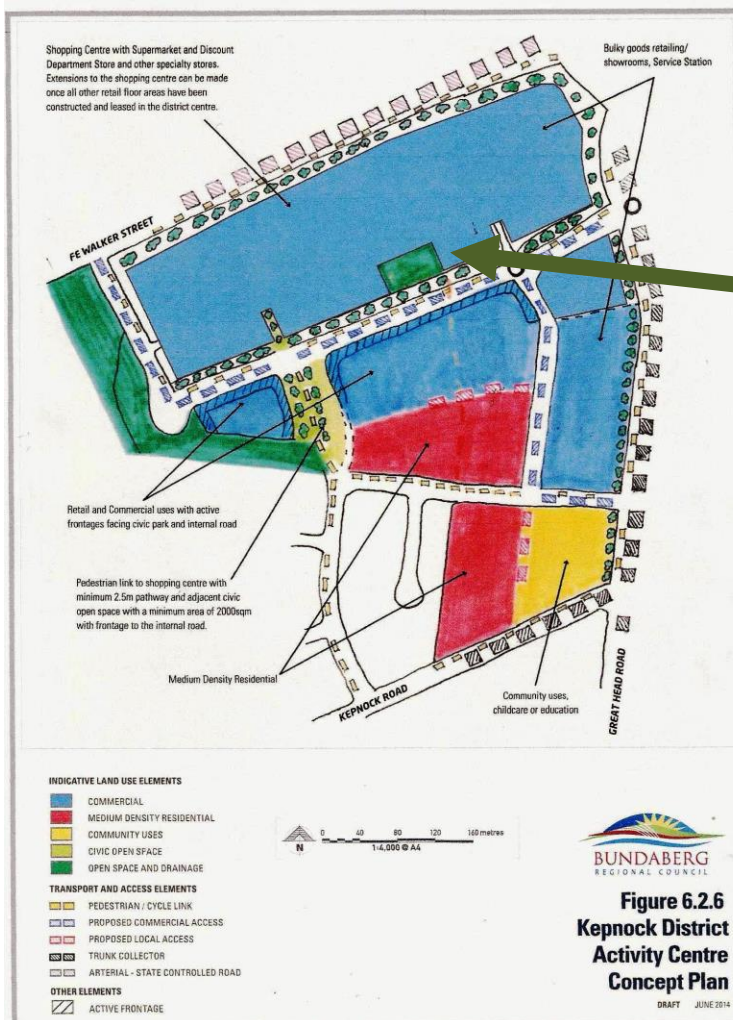 Shopping Centre with Supermarket and Discount
Department Store and other specialty stores.
Extensions to the shopping centre can be made
once all other retail floor areas have been
constructed and leased in the district centre.
Bulky goods retailing/
showrooms, Service Station
FE WALKER STREET
Retail and Commercial uses with active
frontages facing civic park and internal road
Pedestrian link to shopping centre with
minimum 2.5m pathway and adjacent civic
open space with a minimum area of 2000sqm
with frontage to the internal road.
Medium Density Residential
KEPNOCK ROAD
Community uses,
childcare or education
GREAT HEAD ROAD
INDICATIVE LAND USE ELEMENTS
COMMERCIAL
MEDIUM DENSITY RESIDENTIAL
COMMUNITY USES
CIVIC OPEN SPACE
OPEN SPACE AND DRAINAGE
TRANSPORT AND ACCESS ELEMENTS
PEDESTRIAN / CYCLE LINK
PROPOSED COMMERCIAL ACCESS
PROPOSED LOCAL ACCESS
TRUNK COLLECTOR
ARTERIAL - STATE CONTROLLED ROAD
OTHER ELEMENTS
ACTIVE FRONTAGE
N
0 40 80 120 160 metres
1:4,000 @ A4
BUNDABERG
REGIONAL COUNCIL
Figure 6.2.6
Kepnock District
Activity Centre
Concept Plan
DRAFT JUNE 2014